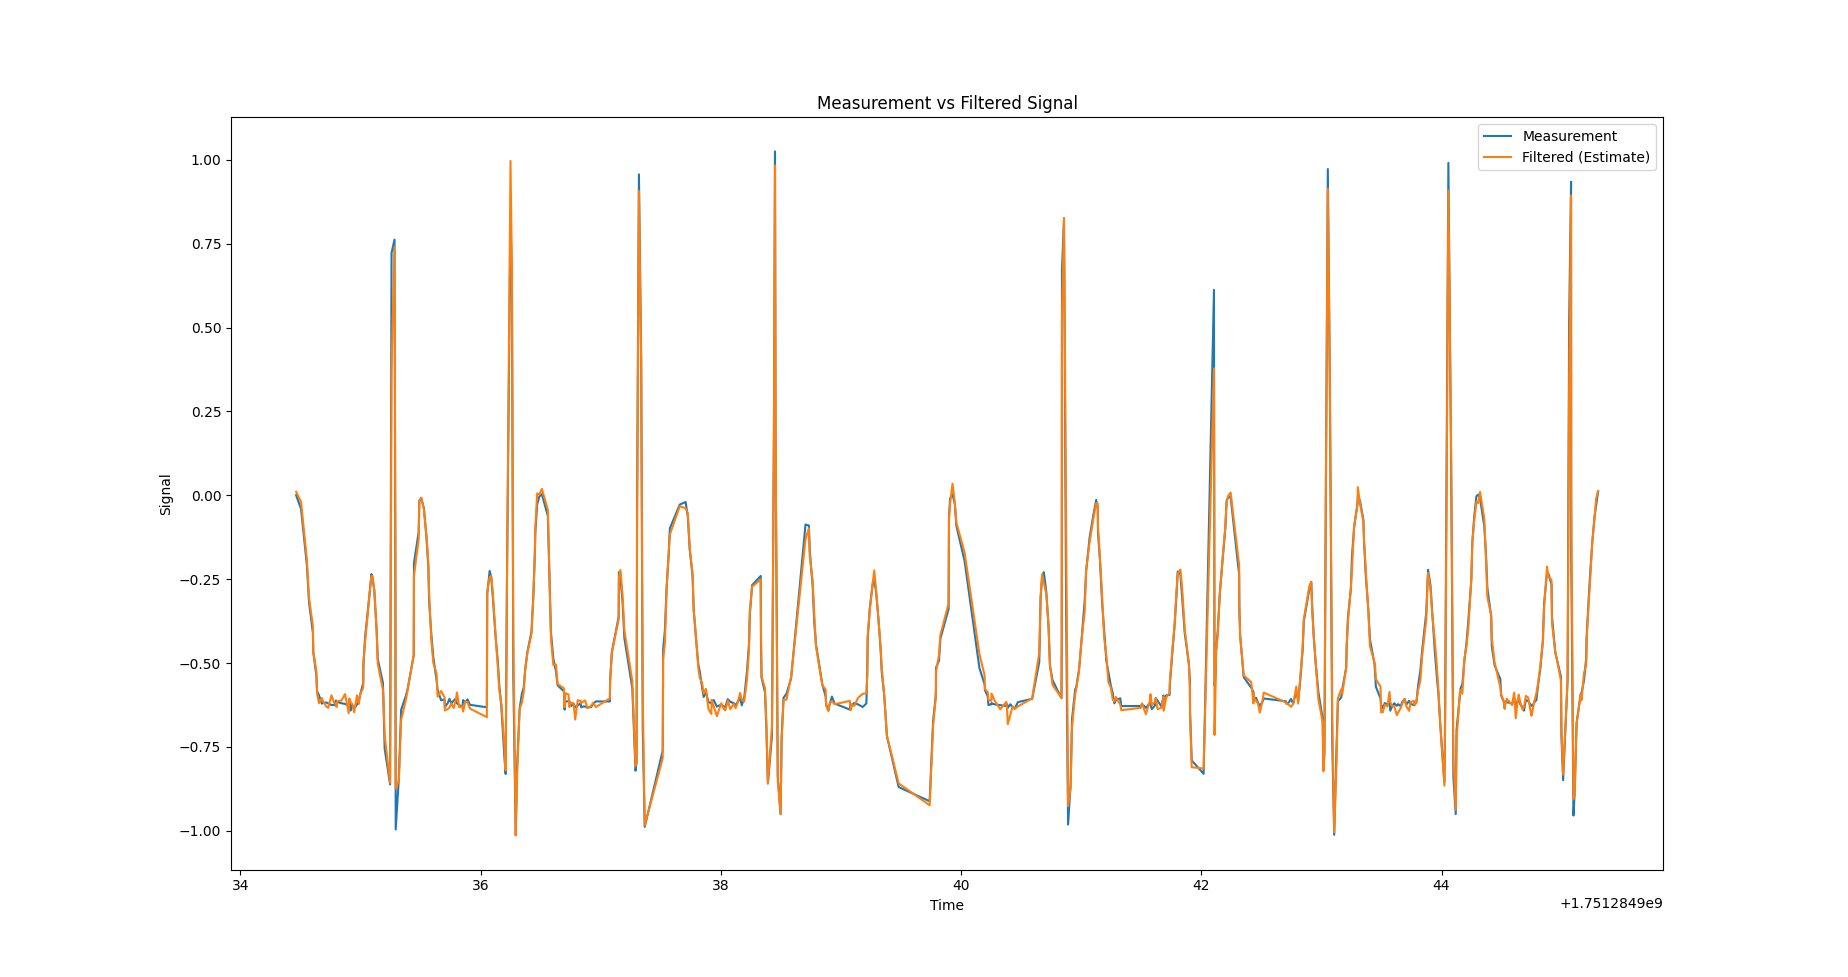 Measurement vs Filtered Signal
Measurement
Filtered (Estimate)
1.00
0.75
0.50
0.25
0.00
−0.25
−0.50
−0.75
−1.00
Signal
34
36
38
40
42
44
Time
+1.7512849e9